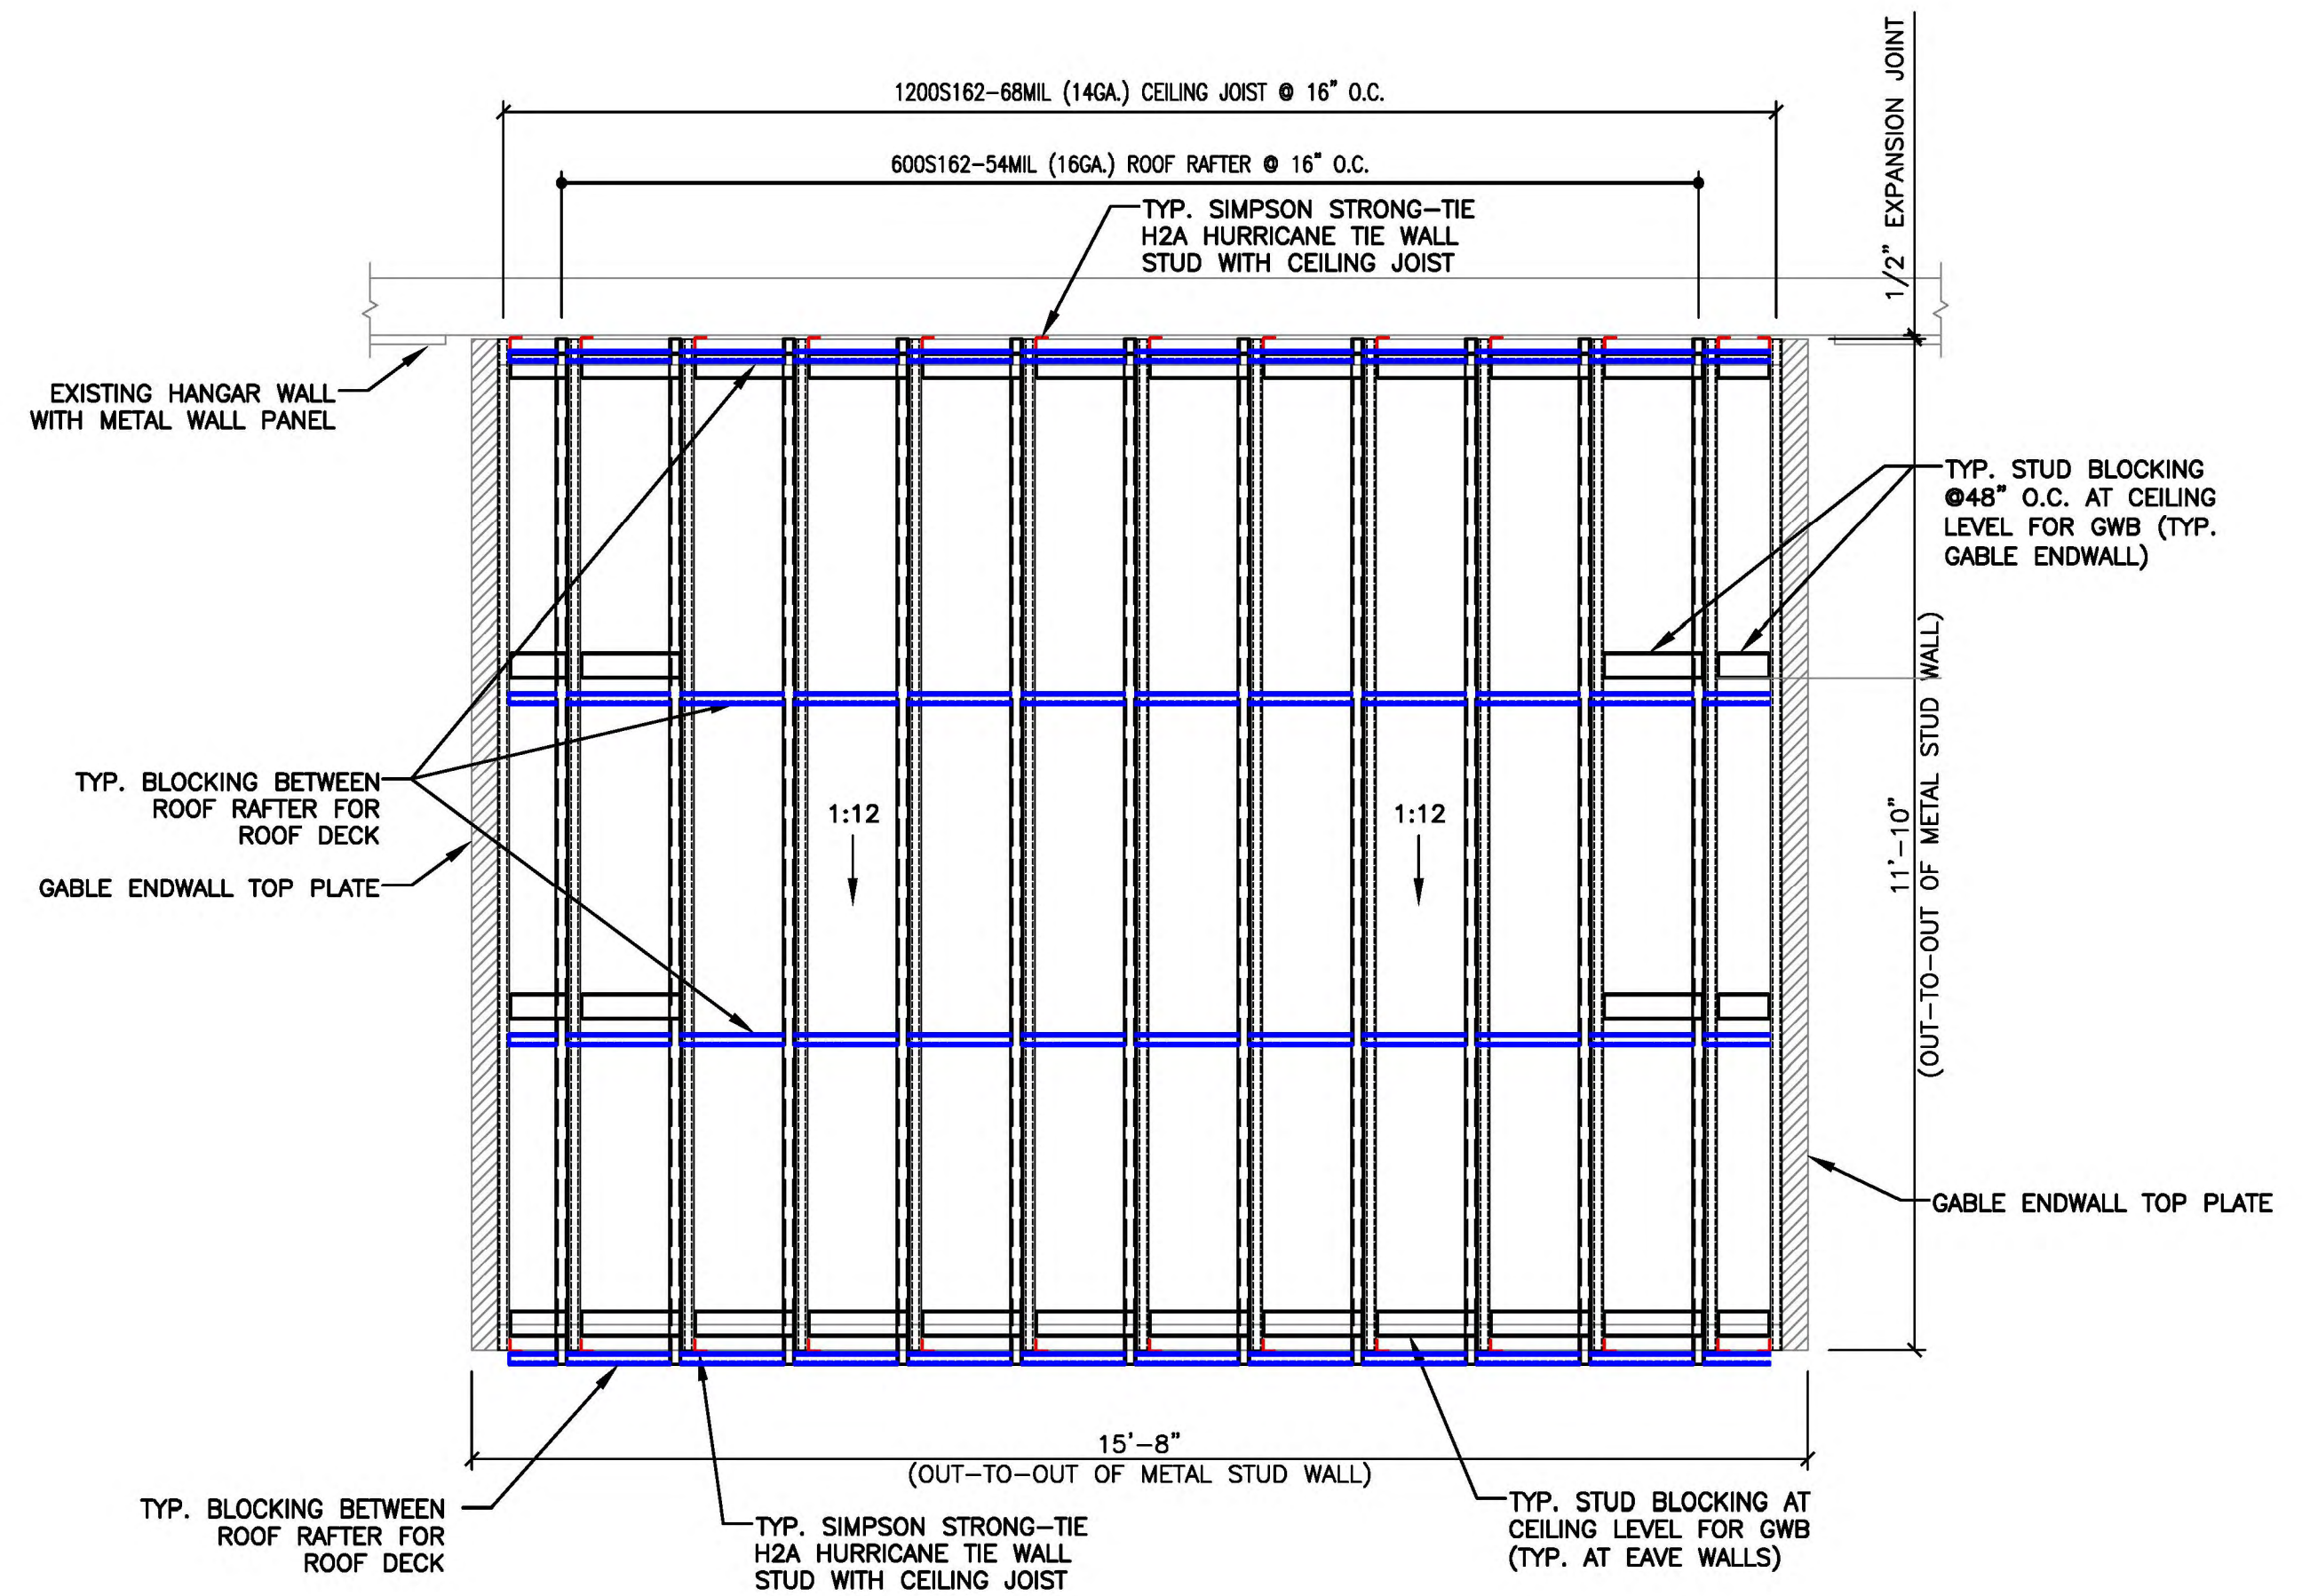 1200S162-68MIL (14GA.) CEILING JOIST @ 16" O.C.
600S162-54MIL (16GA.) ROOF RAFTER @ 16" O.C.
1/2" EXPANSION JOINT
TYP. SIMPSON STRONG-TIE
H2A HURRICANE TIE WALL
STUD WITH CEILING JOIST
EXISTING HANGAR WALL
WITH METAL WALL PANEL
TYP. STUD BLOCKING
@48" O.C. AT CEILING
LEVEL FOR GWB (TYP.
GABLE ENDWALL)
TYP. BLOCKING BETWEEN
ROOF RAFTER FOR
ROOF DECK
1:12
1:12
11'-10"
(OUT-TO-OUT OF METAL STUD WALL)
GABLE ENDWALL TOP PLATE
GABLE ENDWALL TOP PLATE
15'-8"
(OUT-TO-OUT OF METAL STUD WALL)
TYP. BLOCKING BETWEEN
ROOF RAFTER FOR
ROOF DECK
TYP. SIMPSON STRONG-TIE
H2A HURRICANE TIE WALL
STUD WITH CEILING JOIST
TYP. STUD BLOCKING AT
CEILING LEVEL FOR GWB
(TYP. AT EAVE WALLS)